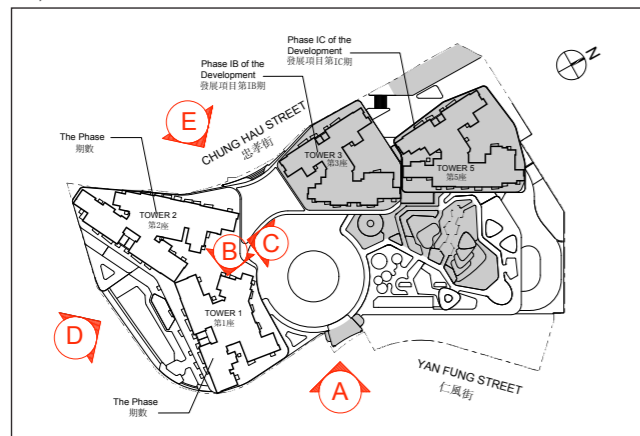 Phase IC of the
Development
發展項目第IC期
Phase IB of the
Development
發展項目第IB期
N
E
CHUNG HAU STREET
忠孝街
The Phase
期數
TOWER 3
第3座
TOWER 5
第5座
TOWER 2
第2座
B
C
TOWER 1
第1座
D
A
YAN FUNG STREET
仁風街
The Phase
期數